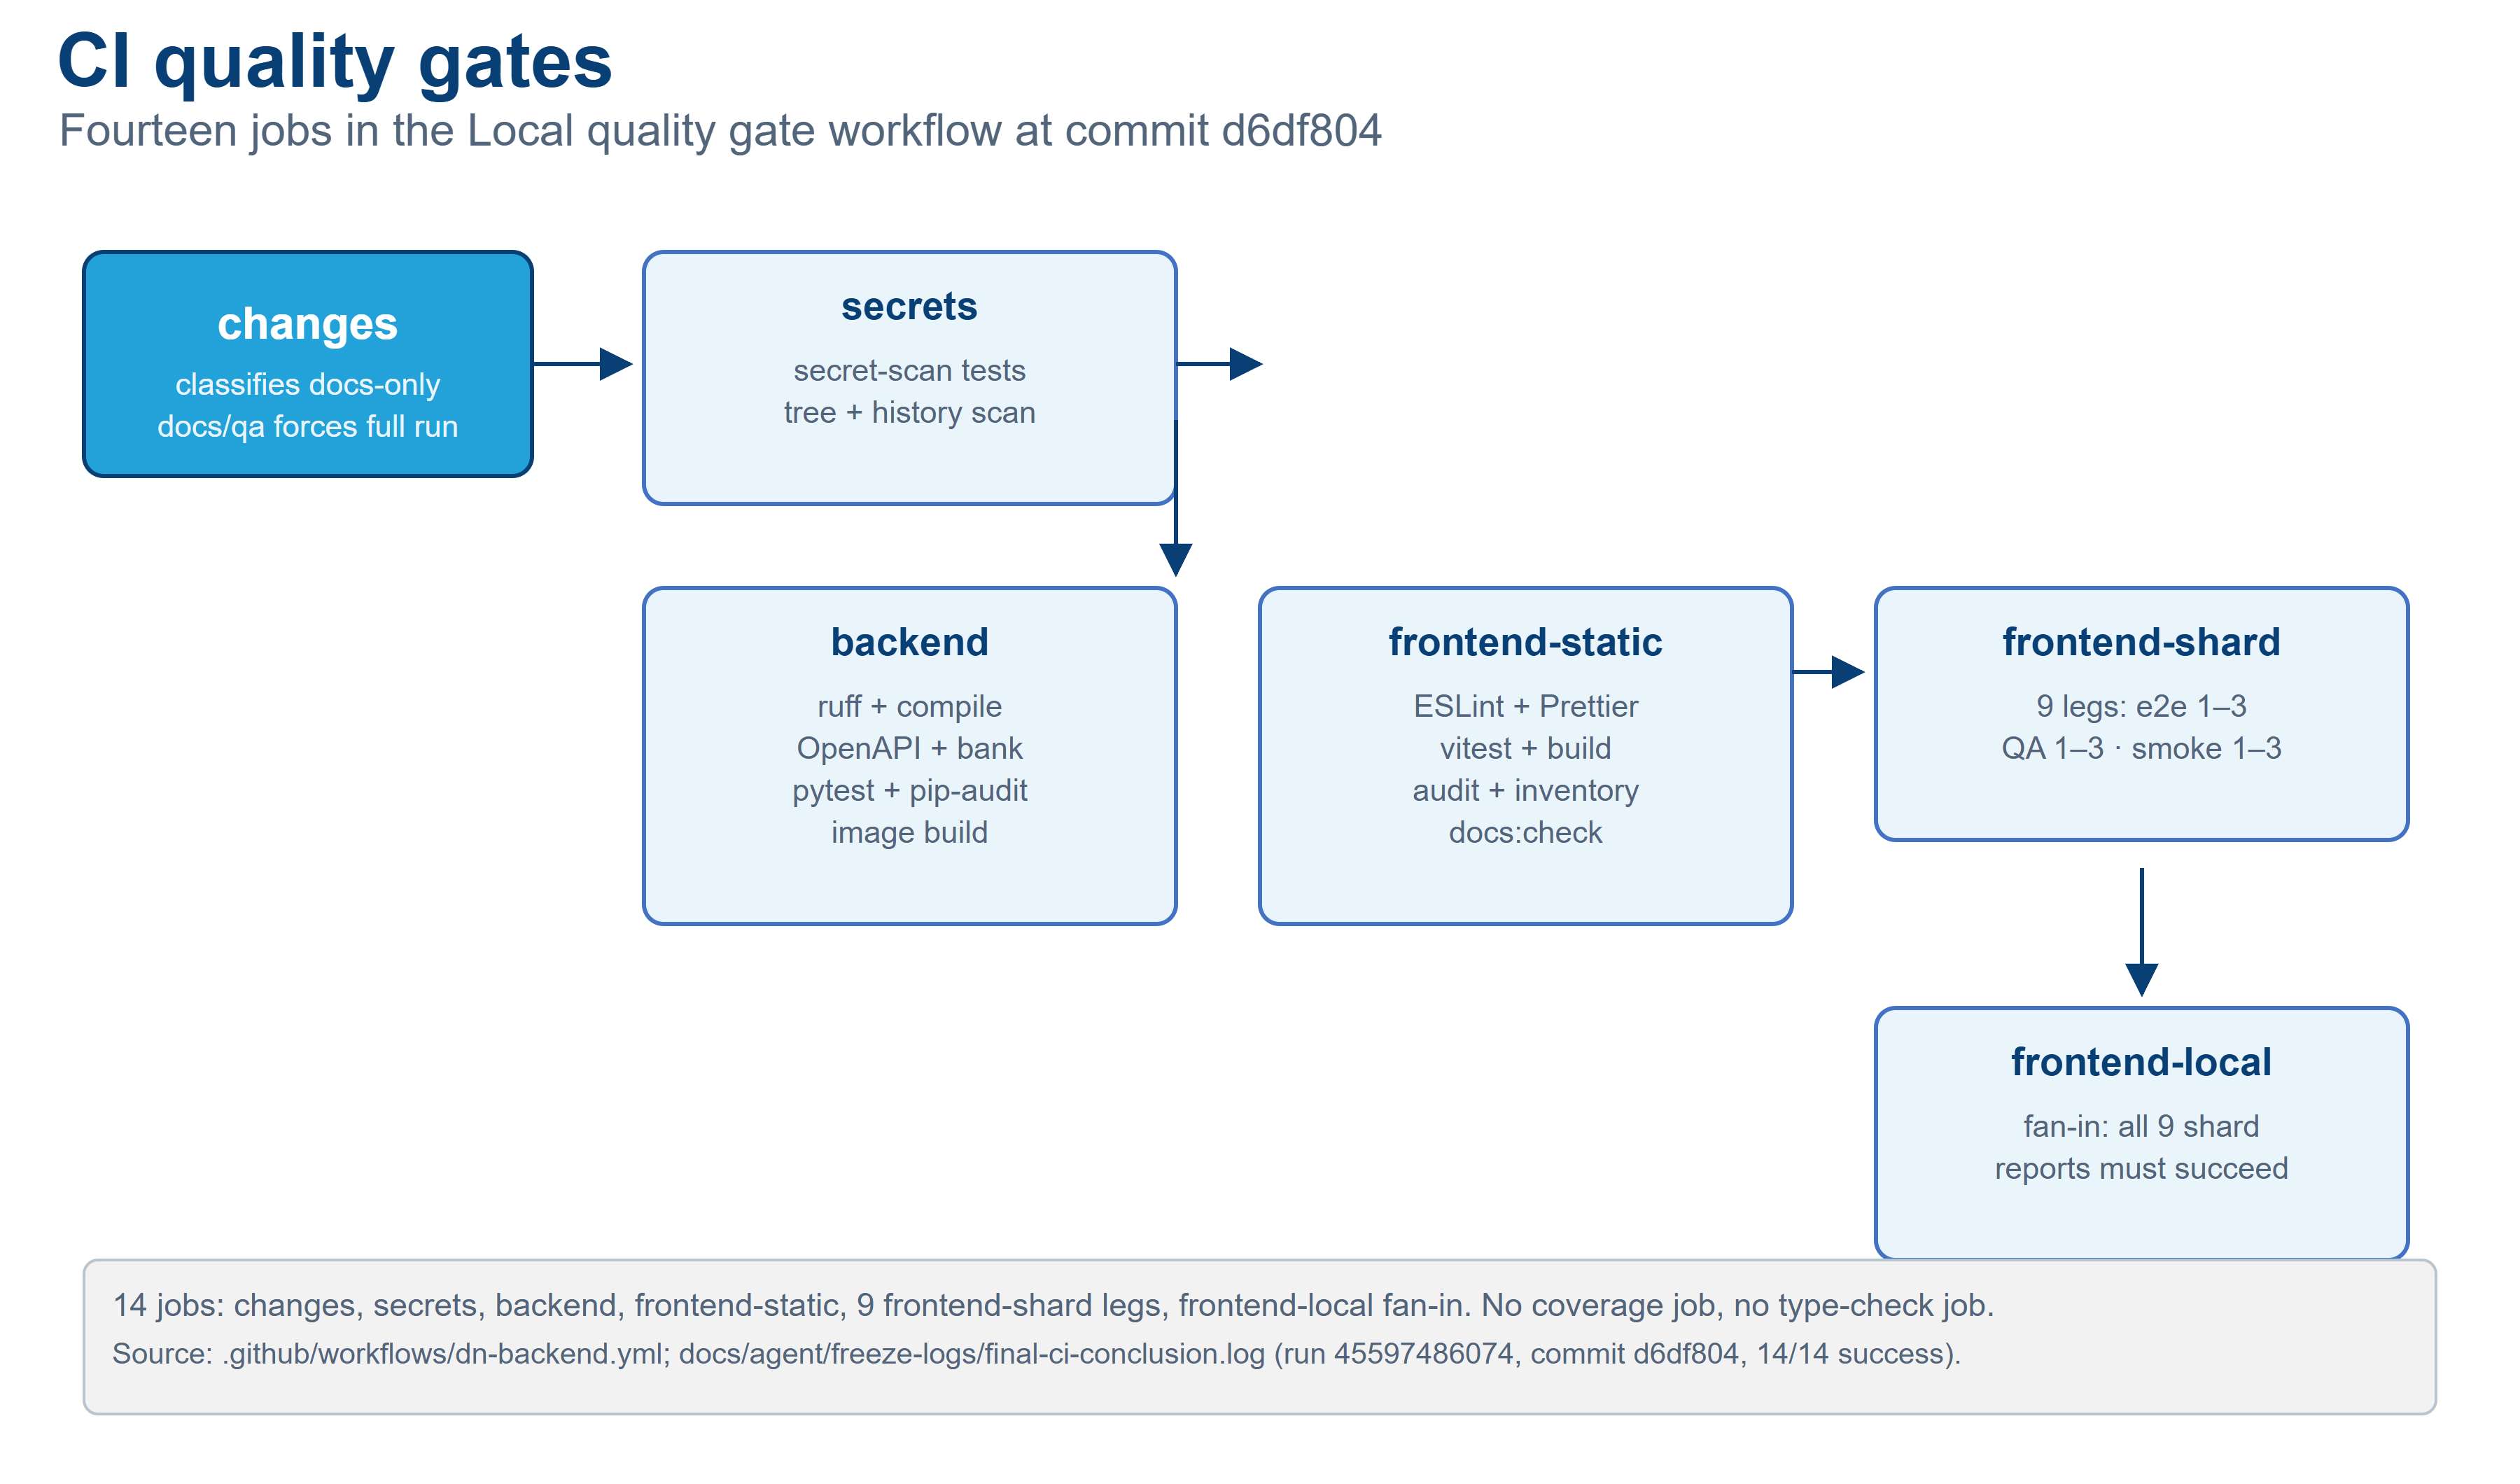 CI quality gates
Fourteen jobs in the Local quality gate workflow at commit d6df804
changes
classifies docs-only
docs/qa forces full run
secrets
secret-scan tests
tree + history scan
backend
ruff + compile
OpenAPI + bank
pytest + pip-audit
image build
frontend-static
ESLint + Prettier
vitest + build
audit + inventory
docs:check
frontend-shard
9 legs: e2e 1–3
QA 1–3 · smoke 1–3
frontend-local
fan-in: all 9 shard
reports must succeed
14 jobs: changes, secrets, backend, frontend-static, 9 frontend-shard legs, frontend-local fan-in. No coverage job, no type-check job.
Source: .github/workflows/dn-backend.yml; docs/agent/freeze-logs/final-ci-conclusion.log (run 45597486074, commit d6df804, 14/14 success).